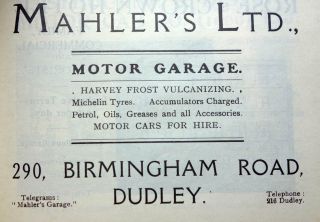 MAHLER'S LTD.,
MOTOR GARAGE.
. HARVEY FROST VULCANIZING. .
Michelin Tyres. Accumulators Charged.
Petrol, Oils, Greases and all Accessories.
MOTOR CARS FOR HIRE.
290, BIRMINGHAM ROAD,
DUDLEY.
Telegrams:
"Mahler's Garage."
Telephone:
216 Dudley.